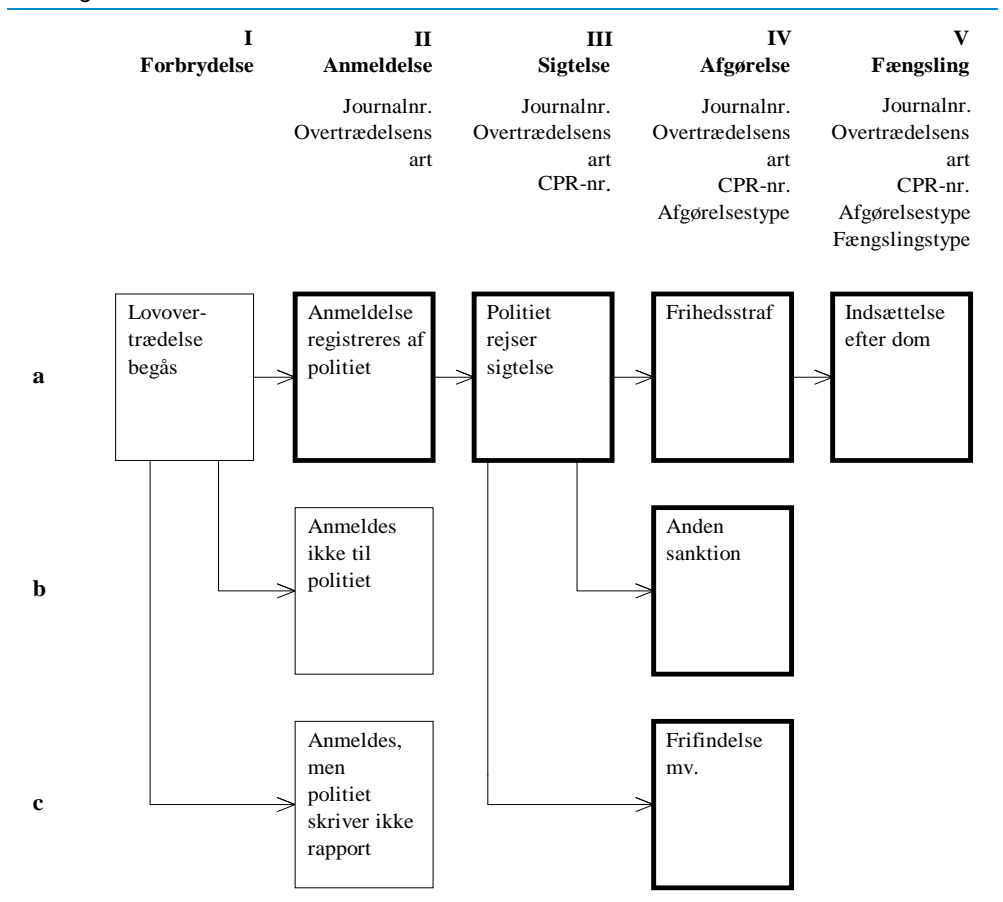 I
Forbrydelse
II
Anmeldelse
III
Sigtelse
IV
Afgørelse
V
Fængsling
Journalnr.
Overtrædelsens
art
Journalnr.
Overtrædelsens
art
CPR-nr.
Journalnr.
Overtrædelsens
art
CPR-nr.
Afgørelsestype
Journalnr.
Overtrædelsens
art
CPR-nr.
Afgørelsestype
Fængslingstype
a
Lovover-
trædelse
begås
Anmeldelse
registreres af
politiet
Politiet
rejser
sigtelse
Frihedsstraf
Indsættelse
efter dom
b
Anmeldes
ikke til
politiet
Anden
sanktion
c
Anmeldes,
men
politiet
skriver ikke
rapport
Frifindelse
mv.